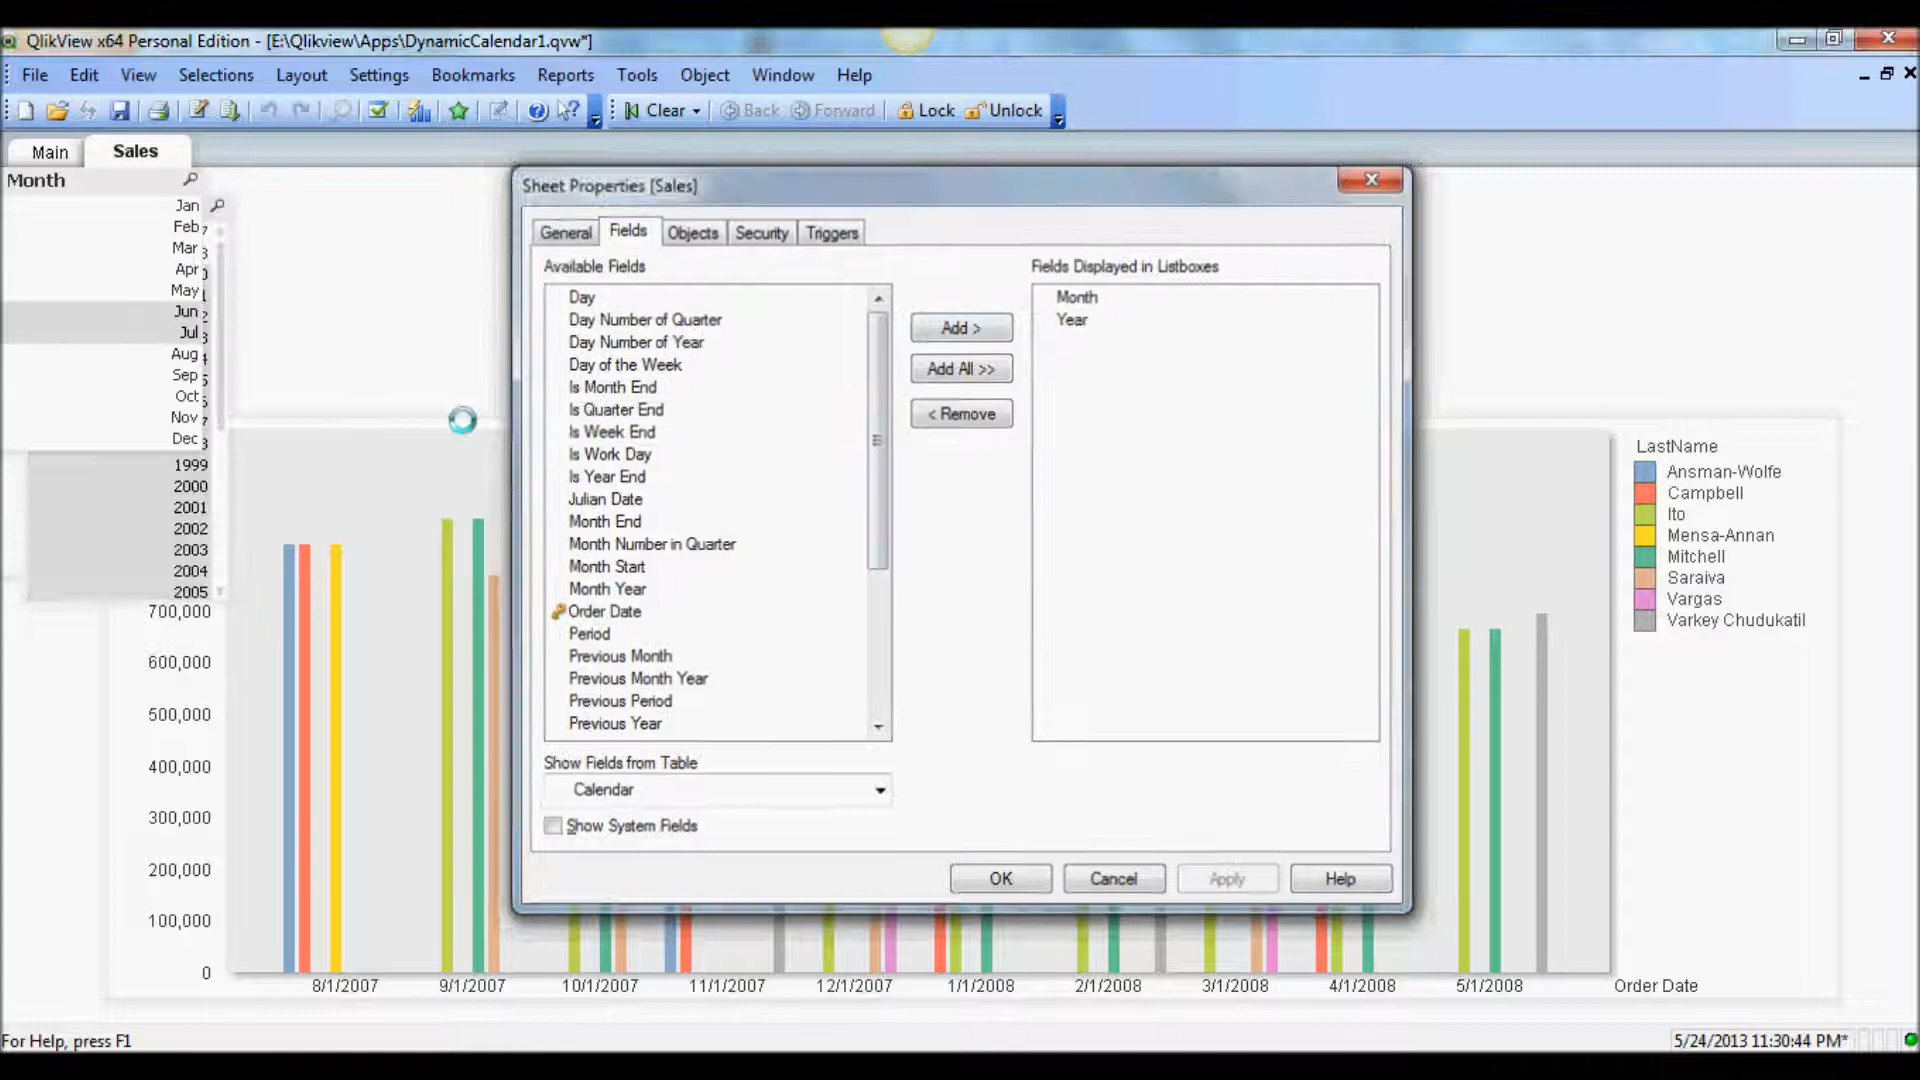 QlikView x64 Personal Edition - [E:\Qlikview\Apps\DynamicCalendar1.qvw*]
File Edit View Selections Layout Settings Bookmarks Reports Tools Object Window Help
Clear Back Forward Lock Unlock
Main Sales
Month
Jan
Feb
Mar
Apr
May
Jun
Jul
Aug
Sep
Oct
Nov
Dec
1999
2000
2001
2002
2003
2004
2005
Sheet Properties [Sales]
General Fields Objects Security Triggers
Available Fields
Day
Day Number of Quarter
Day Number of Year
Day of the Week
Is Month End
Is Quarter End
Is Week End
Is Work Day
Is Year End
Julian Date
Month End
Month Number in Quarter
Month Start
Month Year
Order Date
Period
Previous Month
Previous Month Year
Previous Period
Previous Year
Show Fields from Table
Calendar
Show System Fields
Add >
Add All >>
< Remove
Fields Displayed in Listboxes
Month
Year
OK Cancel Apply Help
LastName
Ansman-Wolfe
Campbell
Ito
Mensa-Annan
Mitchell
Saraiva
Vargas
Varkey Chudukatil
700,000
600,000
500,000
400,000
300,000
200,000
100,000
0
8/1/2007 9/1/2007 10/1/2007 11/1/2007 12/1/2007 1/1/2008 2/1/2008 3/1/2008 4/1/2008 5/1/2008 Order Date
For Help, press F1
5/24/2013 11:30:44 PM*